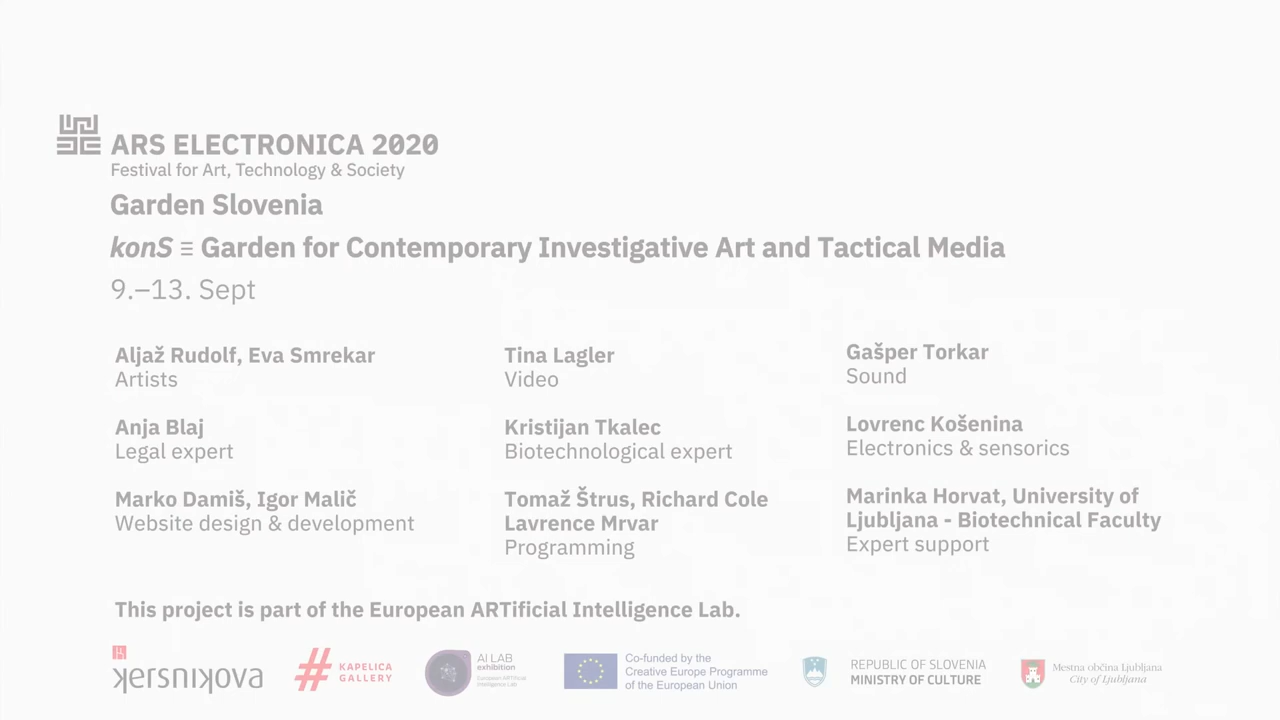 ARS ELECTRONICA 2020
Festival for Art, Technology & Society
Garden Slovenia
konS ≡ Garden for Contemporary Investigative Art and Tactical Media
9.–13. Sept
Aljaž Rudolf, Eva Smrekar
Artists
Anja Blaj
Legal expert
Marko Damiš, Igor Malič
Website design & development
Tina Lagler
Video
Kristijan Tkalec
Biotechnological expert
Tomaž Štrus, Richard Cole
Lavrence Mrvar
Programming
Gašper Torkar
Sound
Lovrenc Košenina
Electronics & sensorics
Marinka Horvat, University of
Ljubljana - Biotechnical Faculty
Expert support
This project is part of the European ARTificial Intelligence Lab.
kersnikova
KAPELICA
GALLERY
AI LAB
exhibition
European ARTificial
Intelligence Lab
Co-funded by the
Creative Europe Programme
of the European Union
REPUBLIC OF SLOVENIA
MINISTRY OF CULTURE
Mestna občina Ljubljana
City of Ljubljana